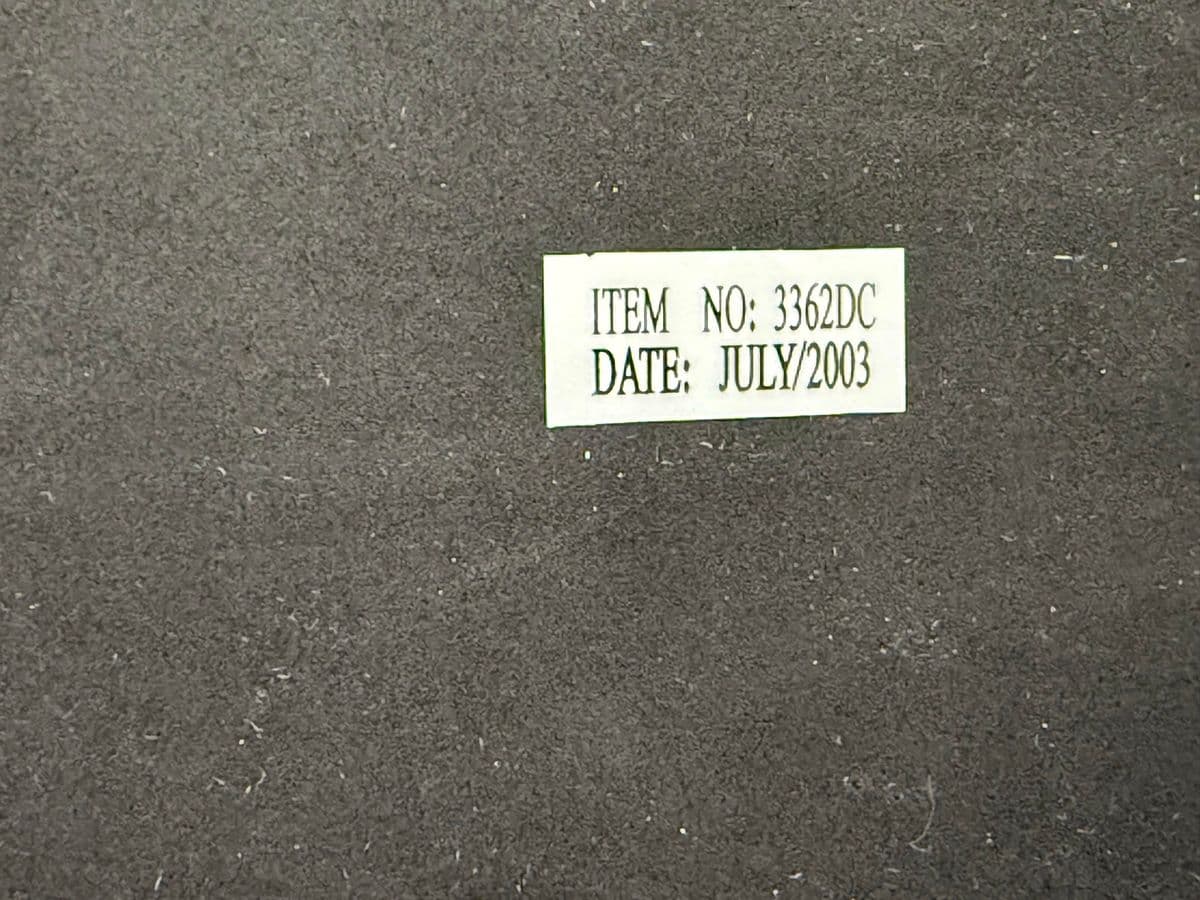 ITEM NO: 3362DC
DATE: JULY/2003